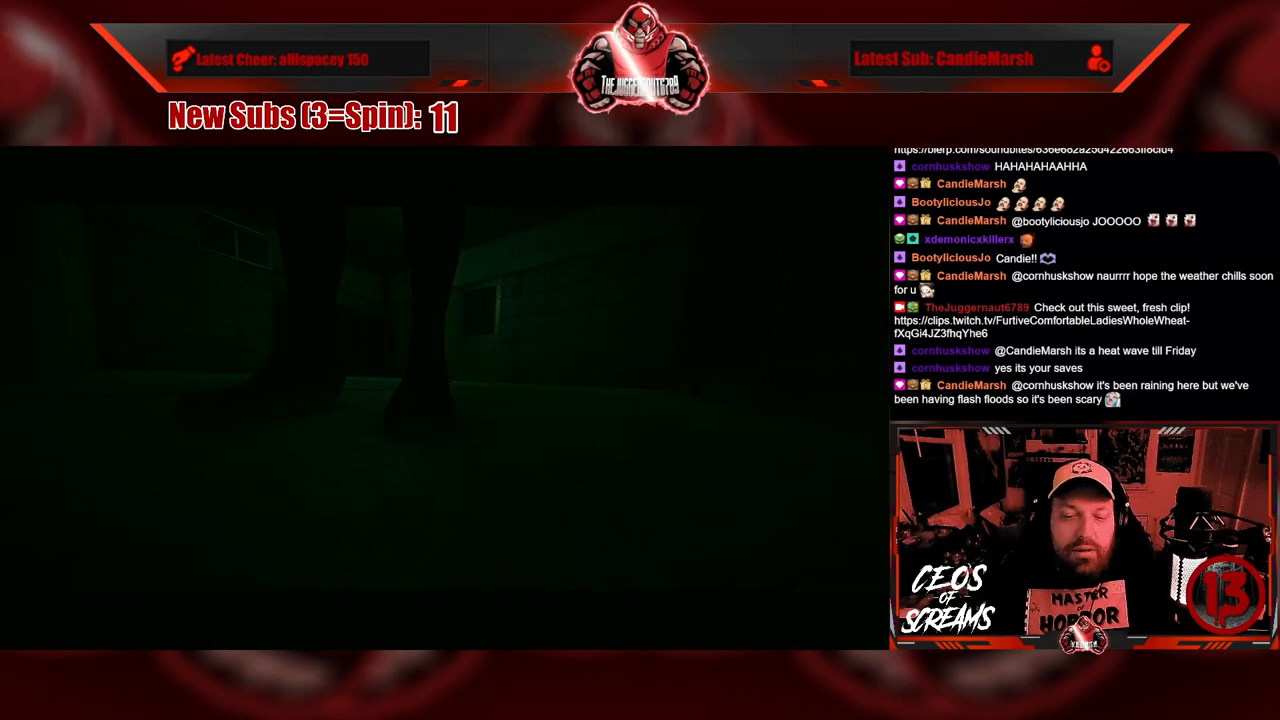 Latest Cheer: allispacey 150
THEJUGGERNAUT6789
Latest Sub: CandieMarsh
New Subs (3=Spin): 11
cornhuskshow HAHAHAHAAHHA
CandieMarsh
BootyliciousJo
CandieMarsh @bootyliciousjo JOOOOO
xdemonicxkillerx
BootyliciousJo Candie!!
CandieMarsh @cornhuskshow naurrrr hope the weather chills soon
for u
TheJuggernaut6789 Check out this sweet, fresh clip!
https://clips.twitch.tv/FurtiveComfortableLadiesWholeWheat-
fXqGi4JZ3fhqYhe6
cornhuskshow @CandieMarsh its a heat wave till Friday
cornhuskshow yes its your saves
CandieMarsh @cornhuskshow it's been raining here but we've
been having flash floods so it's been scary
CEO'S
OF
SCREAMS
MASTER
HORROR
13